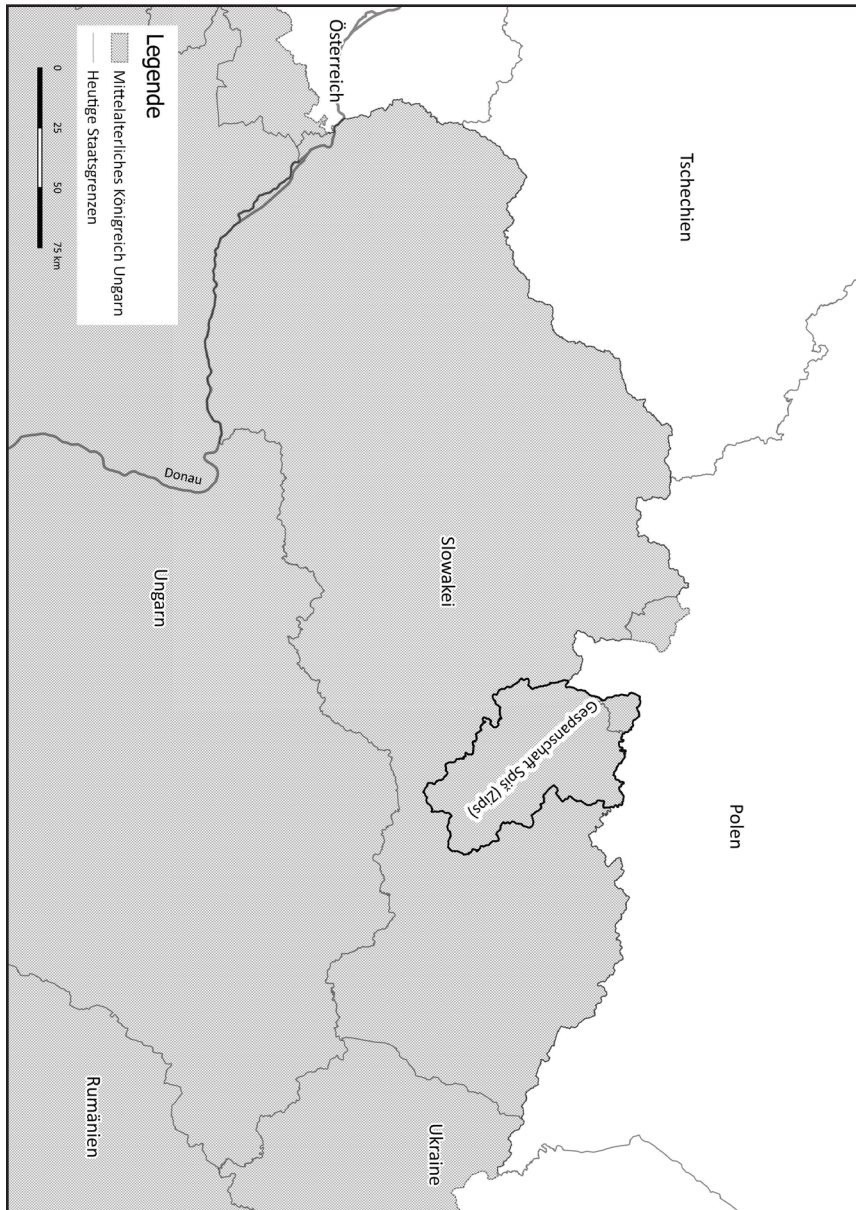 Tschechien
Polen
Österreich
Slowakei
Gespanschaft Spiš (Zips)
Ukraine
Donau
Ungarn
Rumänien
Legende
Mittelalterliches Königreich Ungarn
Heutige Staatsgrenzen
0 25 50 75 km